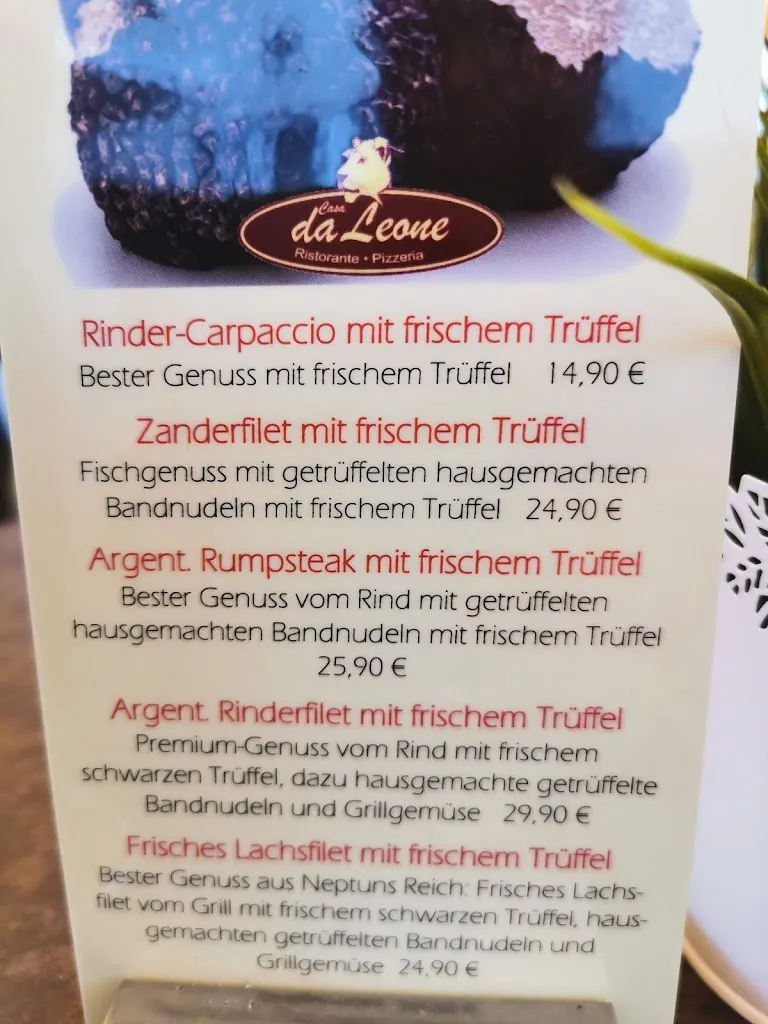 Casa
da Leone
Ristorante • Pizzeria
Rinder-Carpaccio mit frischem Trüffel
Bester Genuss mit frischem Trüffel 14,90 €
Zanderfilet mit frischem Trüffel
Fischgenuss mit getrüffelten hausgemachten
Bandnudeln mit frischem Trüffel 24,90 €
Argent. Rumpsteak mit frischem Trüffel
Bester Genuss vom Rind mit getrüffelten
hausgemachten Bandnudeln mit frischem Trüffel
25,90 €
Argent. Rinderfilet mit frischem Trüffel
Premium-Genuss vom Rind mit frischem
schwarzen Trüffel, dazu hausgemachte getrüffelte
Bandnudeln und Grillgemüse 29,90 €
Frisches Lachsfilet mit frischem Trüffel
Bester Genuss aus Neptuns Reich: Frisches Lachs-
filet vom Grill mit frischem schwarzen Trüffel, haus-
gemachten getrüffelten Bandnudeln und
Grillgemüse 24,90 €